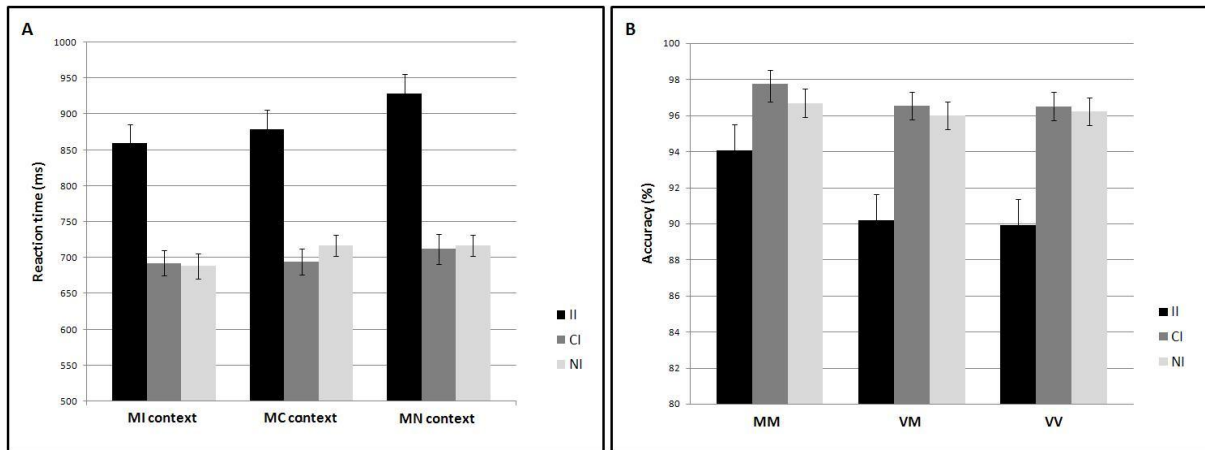 A
Reaction time (ms)
1000
950
900
850
800
750
700
650
600
550
500
MI context
MC context
MN context
II
CI
NI
B
Accuracy (%)
100
98
96
94
92
90
88
86
84
82
80
MM
VM
VV
II
CI
NI